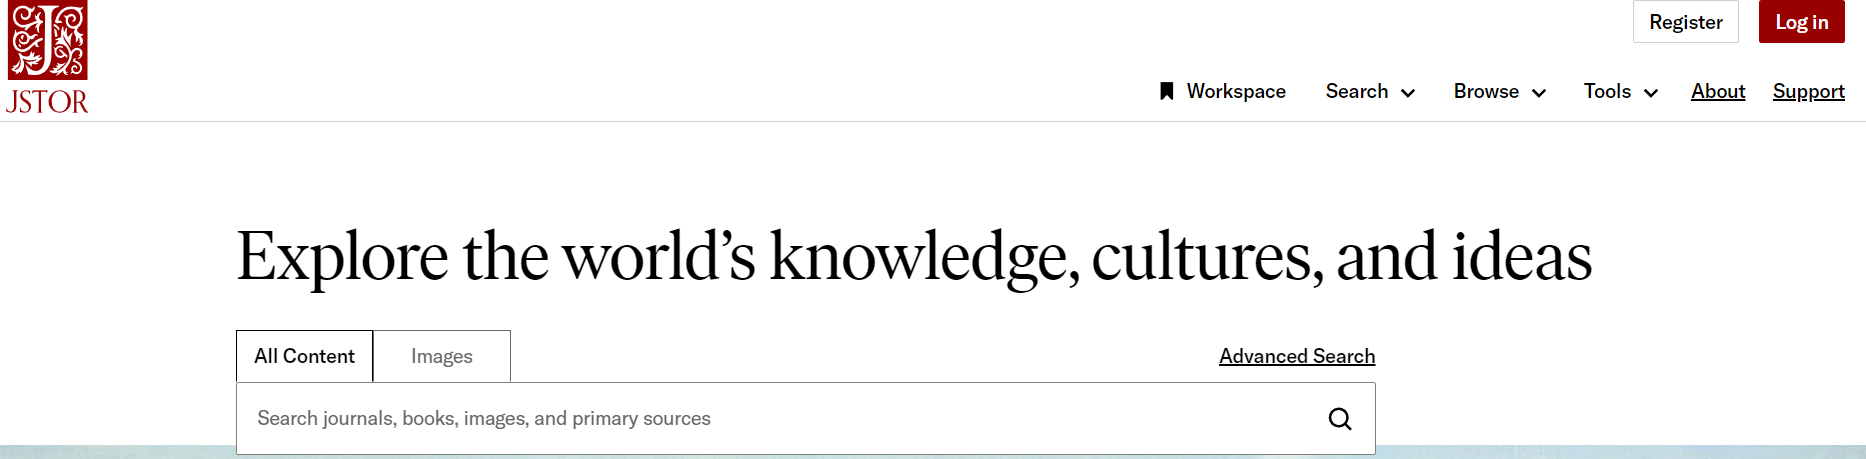 Register
Log in
JSTOR
Workspace
Search
Browse
Tools
About
Support
Explore the world’s knowledge, cultures, and ideas
All Content
Images
Advanced Search
Search journals, books, images, and primary sources